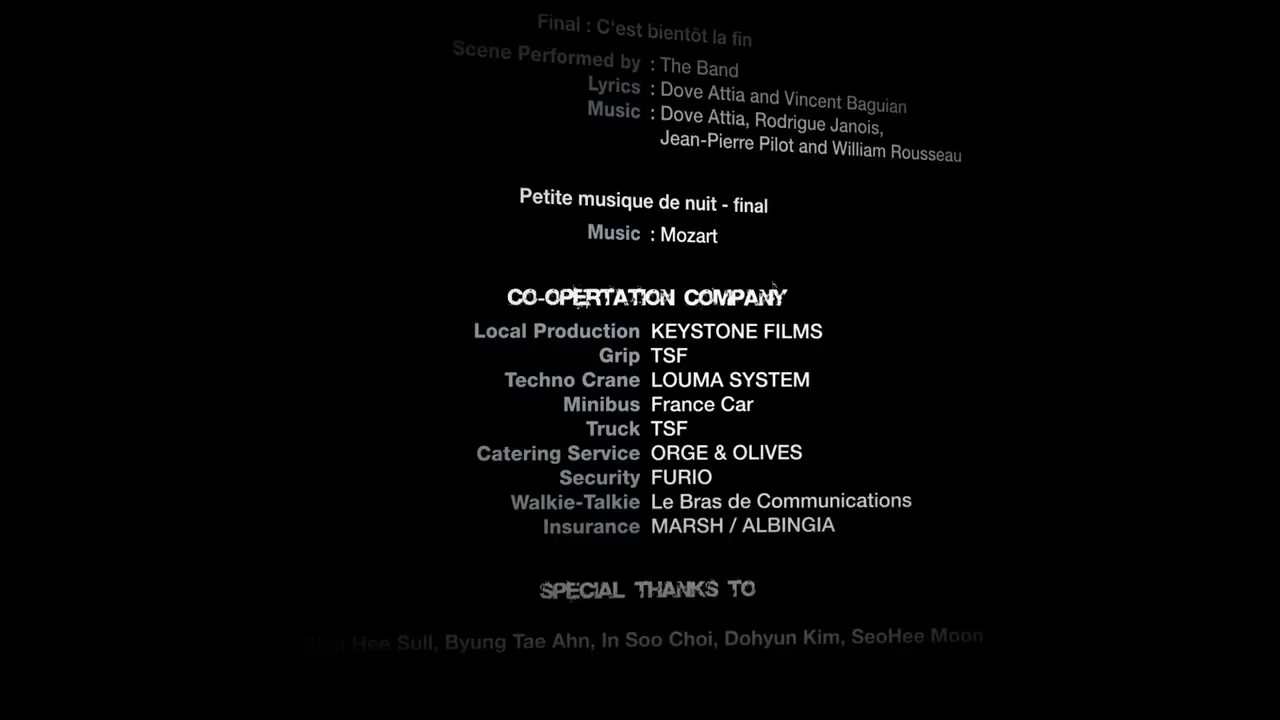 Final : C'est bientôt la fin
Scene Performed by : The Band
Lyrics : Dove Attia and Vincent Baguian
Music : Dove Attia, Rodrigue Janois,
Jean-Pierre Pilot and William Rousseau
Petite musique de nuit - final
Music : Mozart
CO-OPERTATION COMPANY
Local Production KEYSTONE FILMS
Grip TSF
Techno Crane LOUMA SYSTEM
Minibus France Car
Truck TSF
Catering Service ORGE & OLIVES
Security FURIO
Walkie-Talkie Le Bras de Communications
Insurance MARSH / ALBINGIA
SPECIAL THANKS TO
Hee Sull, Byung Tae Ahn, In Soo Choi, Dohyun Kim, SeoHee Moon